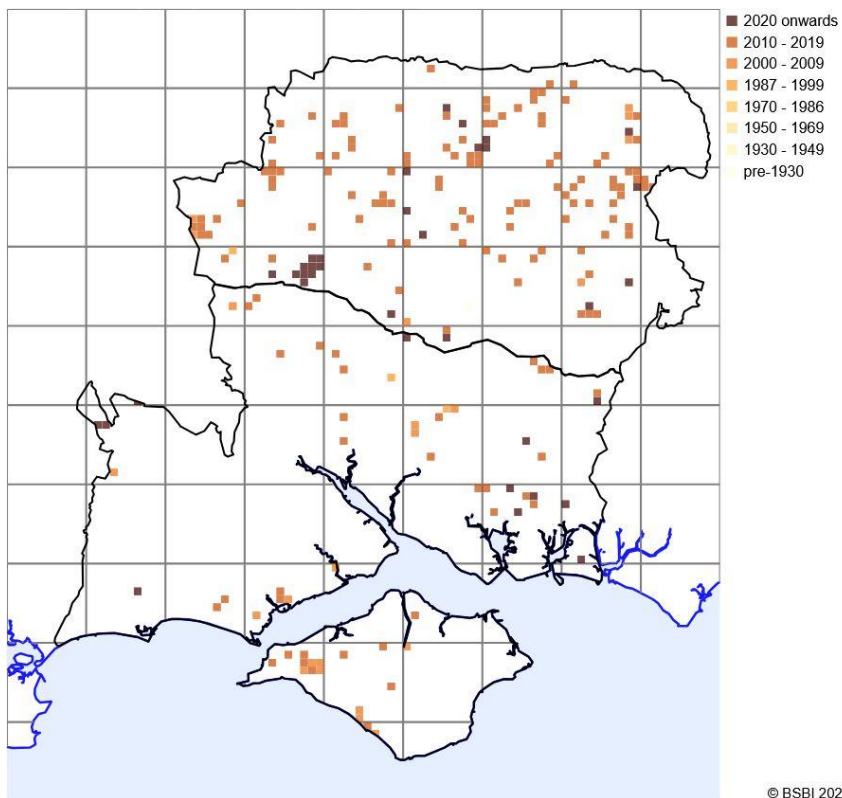 2020 onwards
2010 - 2019
2000 - 2009
1987 - 1999
1970 - 1986
1950 - 1969
1930 - 1949
pre-1930
© BSBI 202